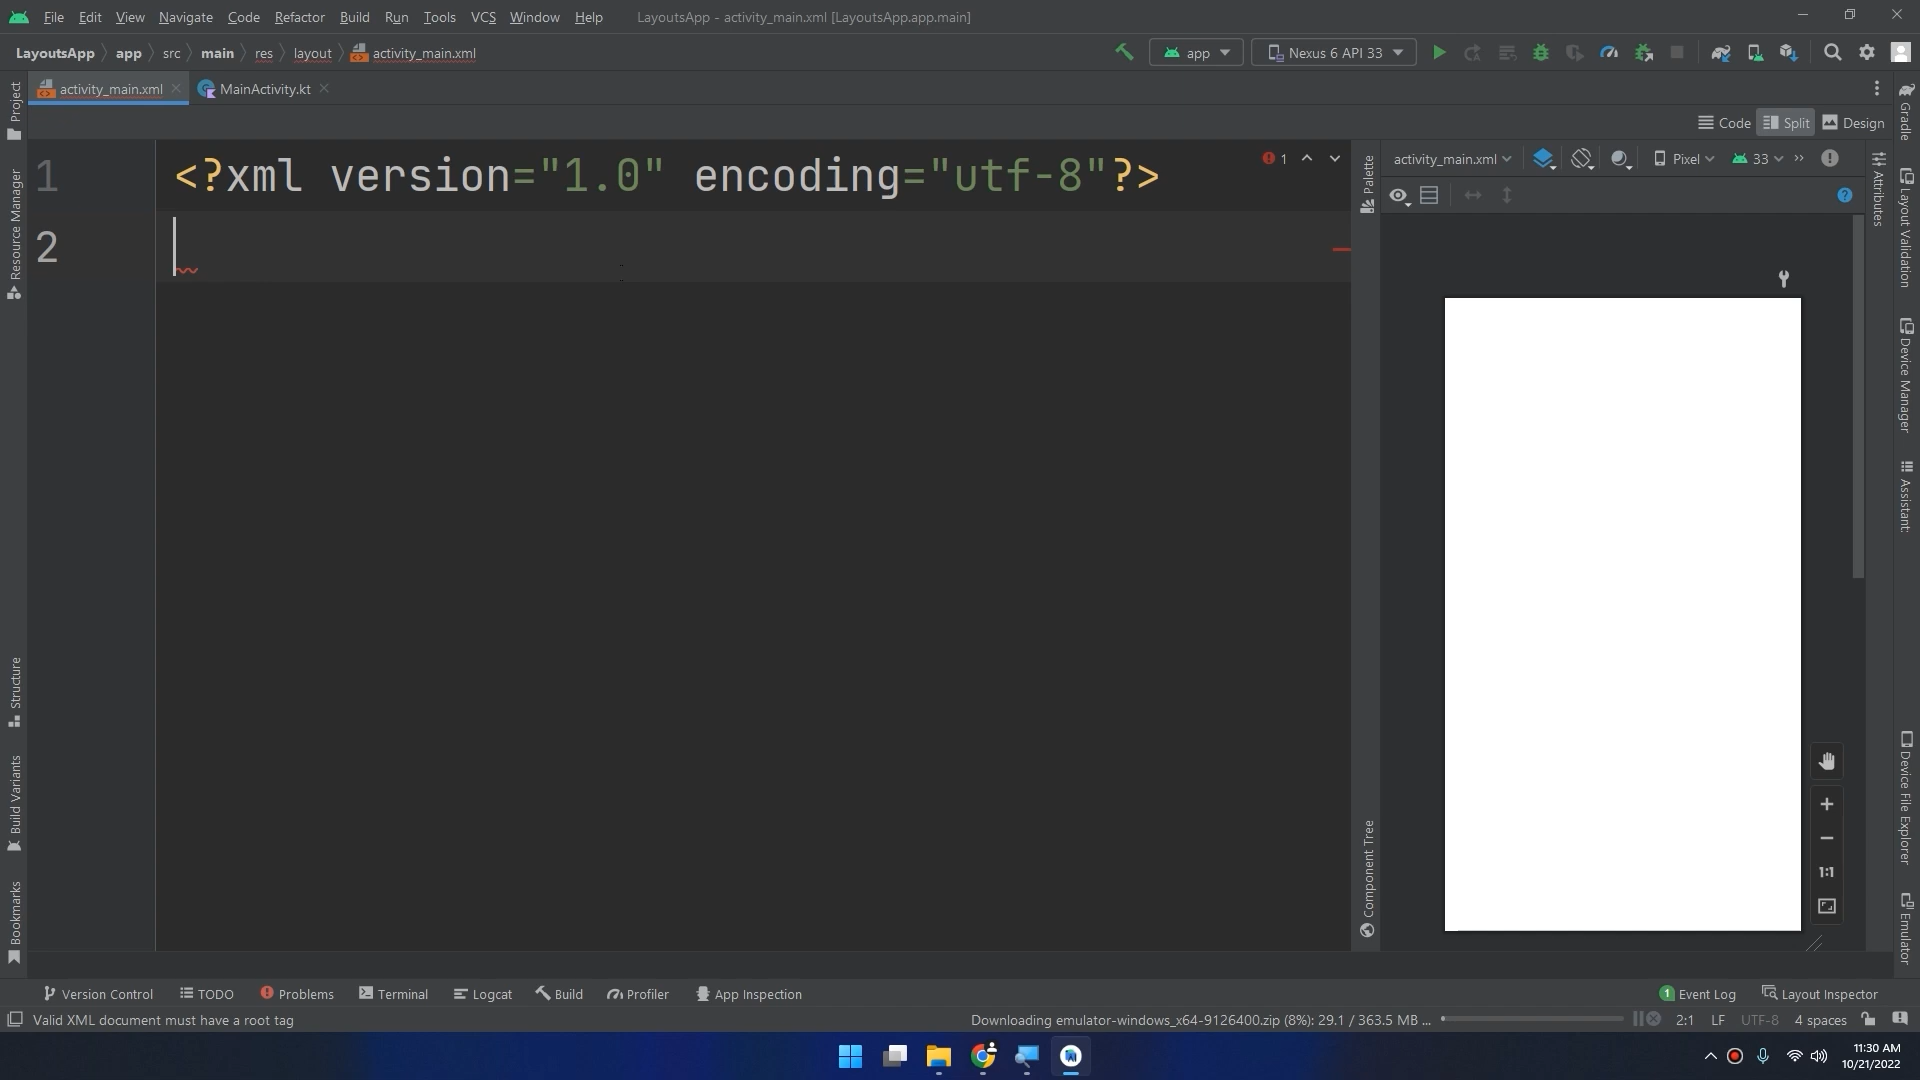 File Edit View Navigate Code Refactor Build Run Tools VCS Window Help LayoutsApp - activity_main.xml [LayoutsApp.app.main]
LayoutsApp app src main res layout activity_main.xml app Nexus 6 API 33
activity_main.xml MainActivity.kt
Code Split Design
1 <?xml version="1.0" encoding="utf-8"?>
2
1
activity_main.xml Pixel 33
Project
Resource Manager
Structure
Build Variants
Bookmarks
Palette
Component Tree
1:1
Attributes
Gradle
Layout Validation
Device Manager
Assistant:
Device File Explorer
Emulator
Version Control TODO Problems Terminal Logcat Build Profiler App Inspection 1 Event Log Layout Inspector
Valid XML document must have a root tag Downloading emulator-windows_x64-9126400.zip (8%): 29.1 / 363.5 MB ... 2:1 LF UTF-8 4 spaces
11:30 AM
10/21/2022